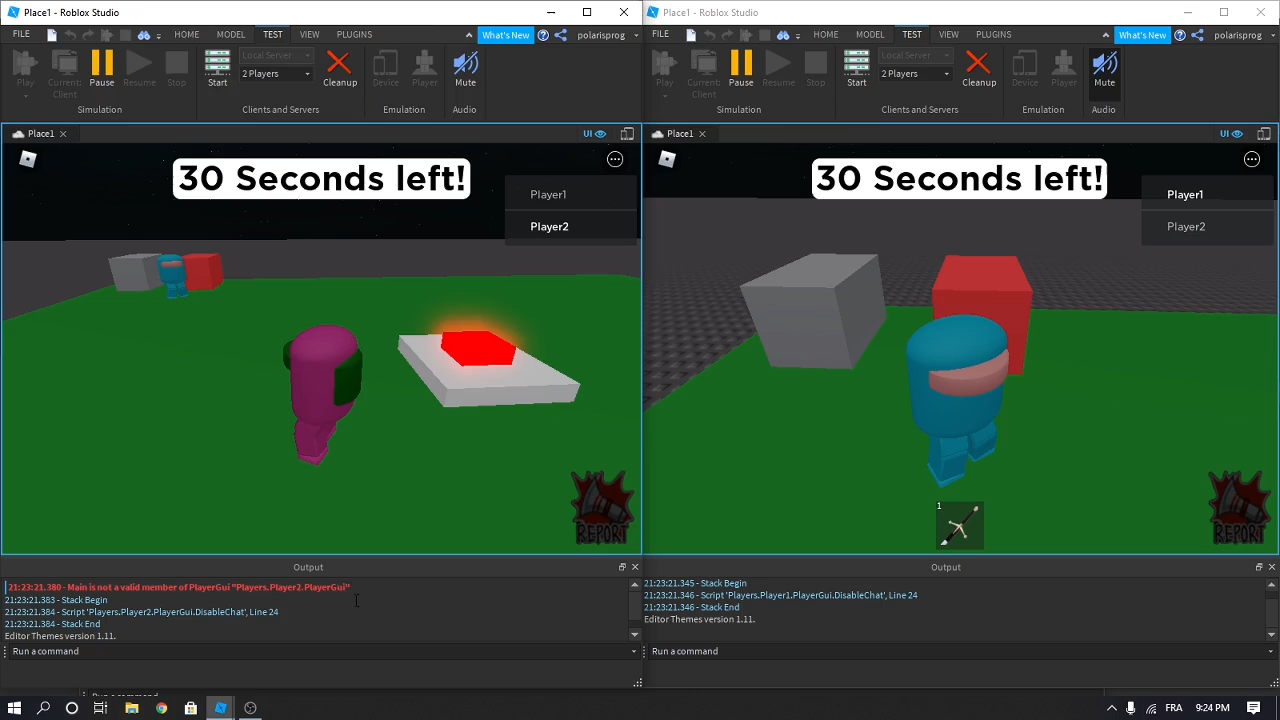 Place1 - Roblox Studio
FILE HOME MODEL TEST VIEW PLUGINS What's New polarisprog
Play Current: Client Pause Resume Stop Start Local Server 2 Players Cleanup Device Player Mute
Simulation Clients and Servers Emulation Audio
Place1 UI
30 Seconds left!
Player1
Player2
REPORT
Output
21:23:21.380 - Main is not a valid member of PlayerGui "Players.Player2.PlayerGui"
21:23:21.383 - Stack Begin
21:23:21.384 - Script 'Players.Player2.PlayerGui.DisableChat', Line 24
21:23:21.384 - Stack End
Editor Themes version 1.11.
Run a command
Place1 - Roblox Studio
FILE HOME MODEL TEST VIEW PLUGINS What's New polarisprog
Play Current: Client Pause Resume Stop Start Local Server 2 Players Cleanup Device Player Mute
Simulation Clients and Servers Emulation Audio
Place1 UI
30 Seconds left!
Player1
Player2
1
REPORT
Output
21:23:21.345 - Stack Begin
21:23:21.346 - Script 'Players.Player1.PlayerGui.DisableChat', Line 24
21:23:21.346 - Stack End
Editor Themes version 1.11.
Run a command
Run a command
FRA 9:24 PM